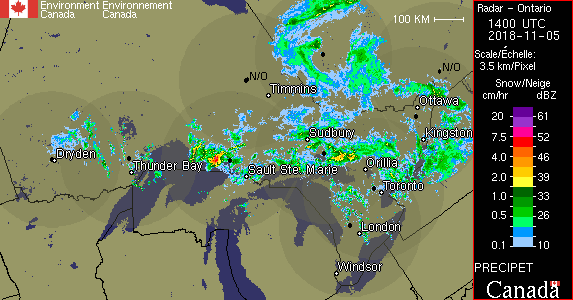 Environment Environnement
Canada Canada
Radar - Ontario
1400 UTC
2018-11-05
100 KM
Scale/Échelle:
3.5 km/Pixel
N/O
N/O
Snow/Neige
cm/hr dBZ
Timmins
Ottawa
20 61
Sudbury
Kingston
7.5 52
Dryden
Thunder Bay
Sault Ste. Marie
Orillia
5.0 49
4.0 46
2.0 39
Toronto
1.0 33
0.5 26
London
0.1 10
Windsor
PRECIPET
Canada